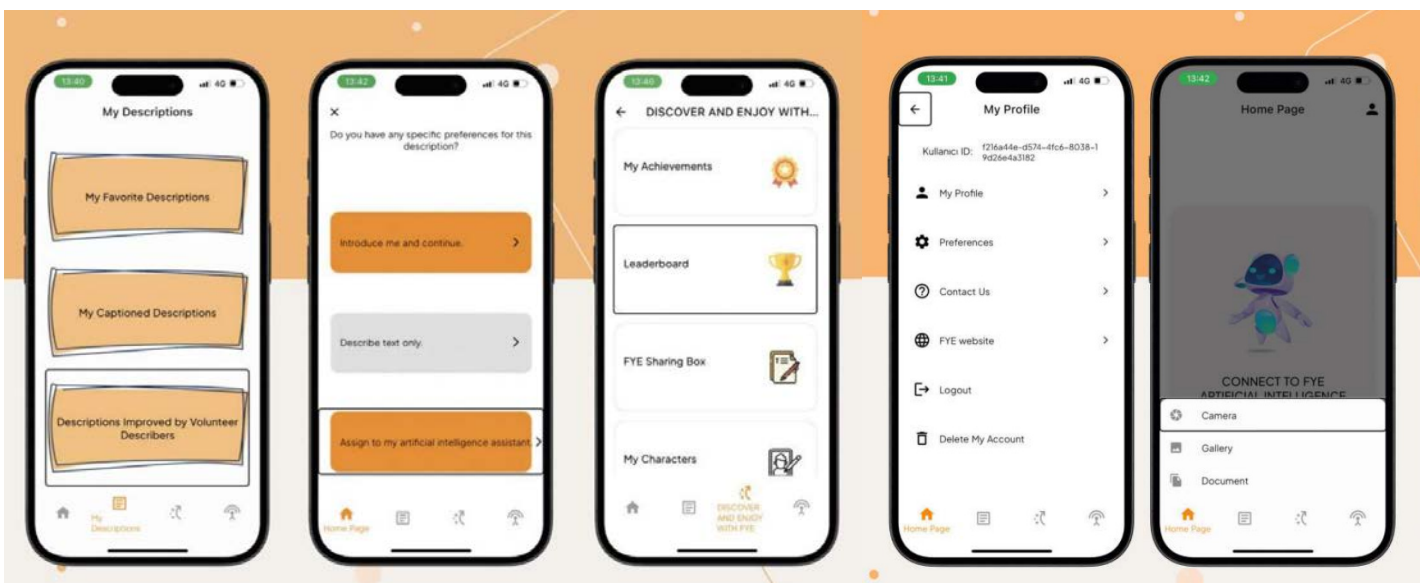 13:40
4G
My Descriptions
My Favorite Descriptions
My Captioned Descriptions
Descriptions Improved by Volunteer
Describers
My
Descriptions
13:42
4G
Do you have any specific preferences for this
description?
Introduce me and continue.
Describe text only.
Assign to my artificial intelligence assistant.
Home Page
13:40
4G
DISCOVER AND ENJOY WITH...
My Achievements
Leaderboard
FYE Sharing Box
My Characters
DISCOVER
AND ENJOY
WITH FYE
13:41
4G
My Profile
Kullanıcı ID:
f216a44e-d574-4fc6-8038-1
9d26e4a3182
My Profile
Preferences
Contact Us
FYE website
Logout
Delete My Account
Home Page
13:42
4G
Home Page
CONNECT TO FYE
ARTIFICIAL INTELLIGENCE
Camera
Gallery
Document
Home Page